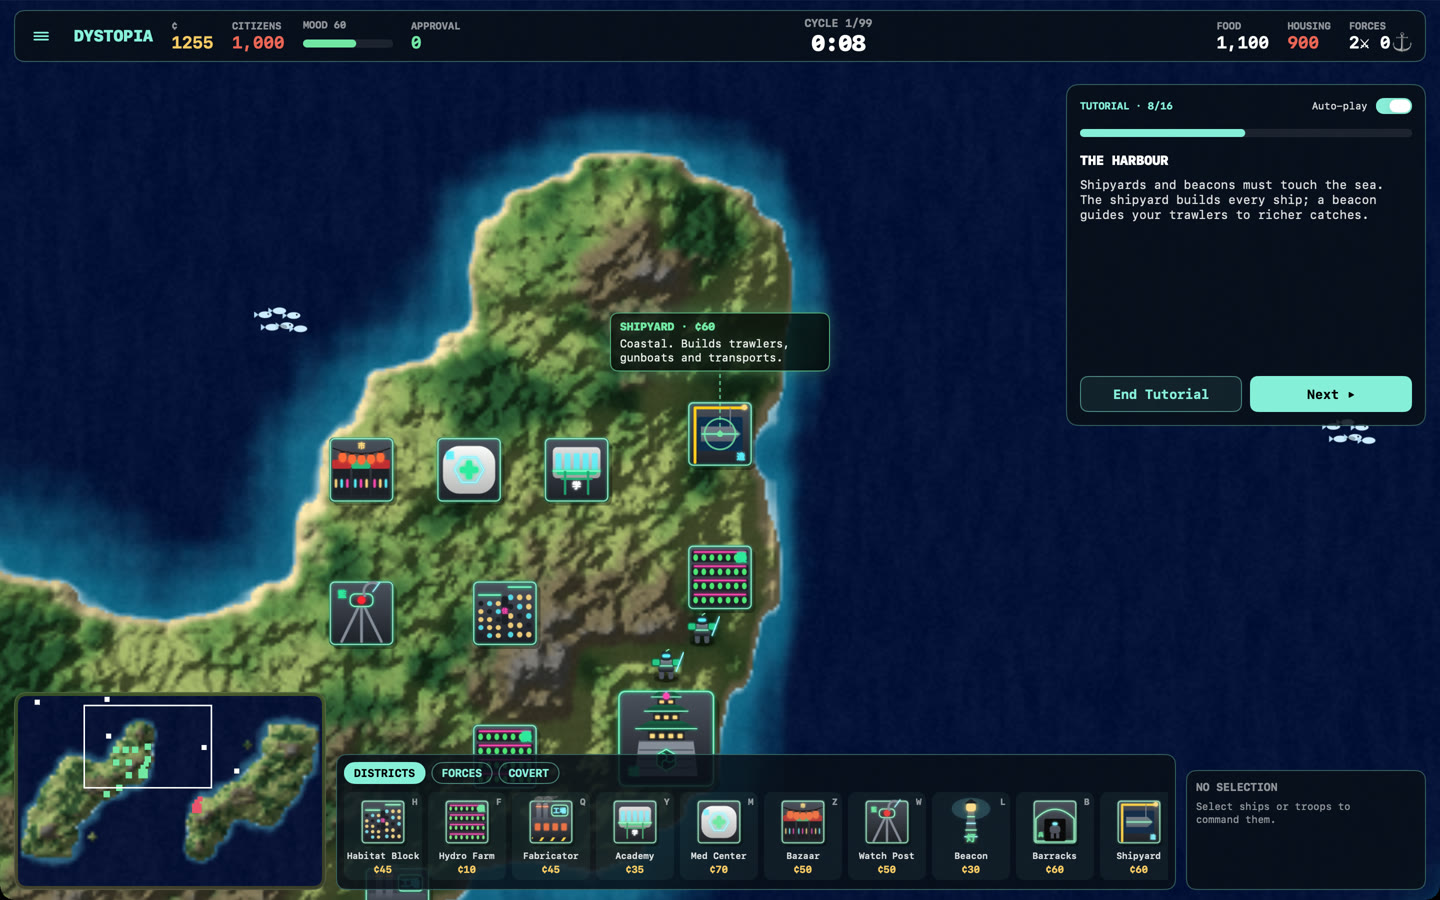 DYSTOPIA
₵
1255
CITIZENS
1,000
MOOD 60
APPROVAL
0
CYCLE 1/99
0:08
FOOD
1,100
HOUSING
900
FORCES
2⚔ 0⚓
TUTORIAL · 8/16
Auto-play
THE HARBOUR
Shipyards and beacons must touch the sea.
The shipyard builds every ship; a beacon
guides your trawlers to richer catches.
End Tutorial
Next ▸
SHIPYARD · ₵60
Coastal. Builds trawlers,
gunboats and transports.
市
学
DISTRICTS
FORCES
COVERT
H
Habitat Block
₵45
F
Hydro Farm
₵10
Q
Fabricator
₵45
Y
Academy
₵35
M
Med Center
₵70
Z
Bazaar
₵50
W
Watch Post
₵50
L
Beacon
₵30
B
Barracks
₵60
Shipyard
₵60
NO SELECTION
Select ships or troops to
command them.